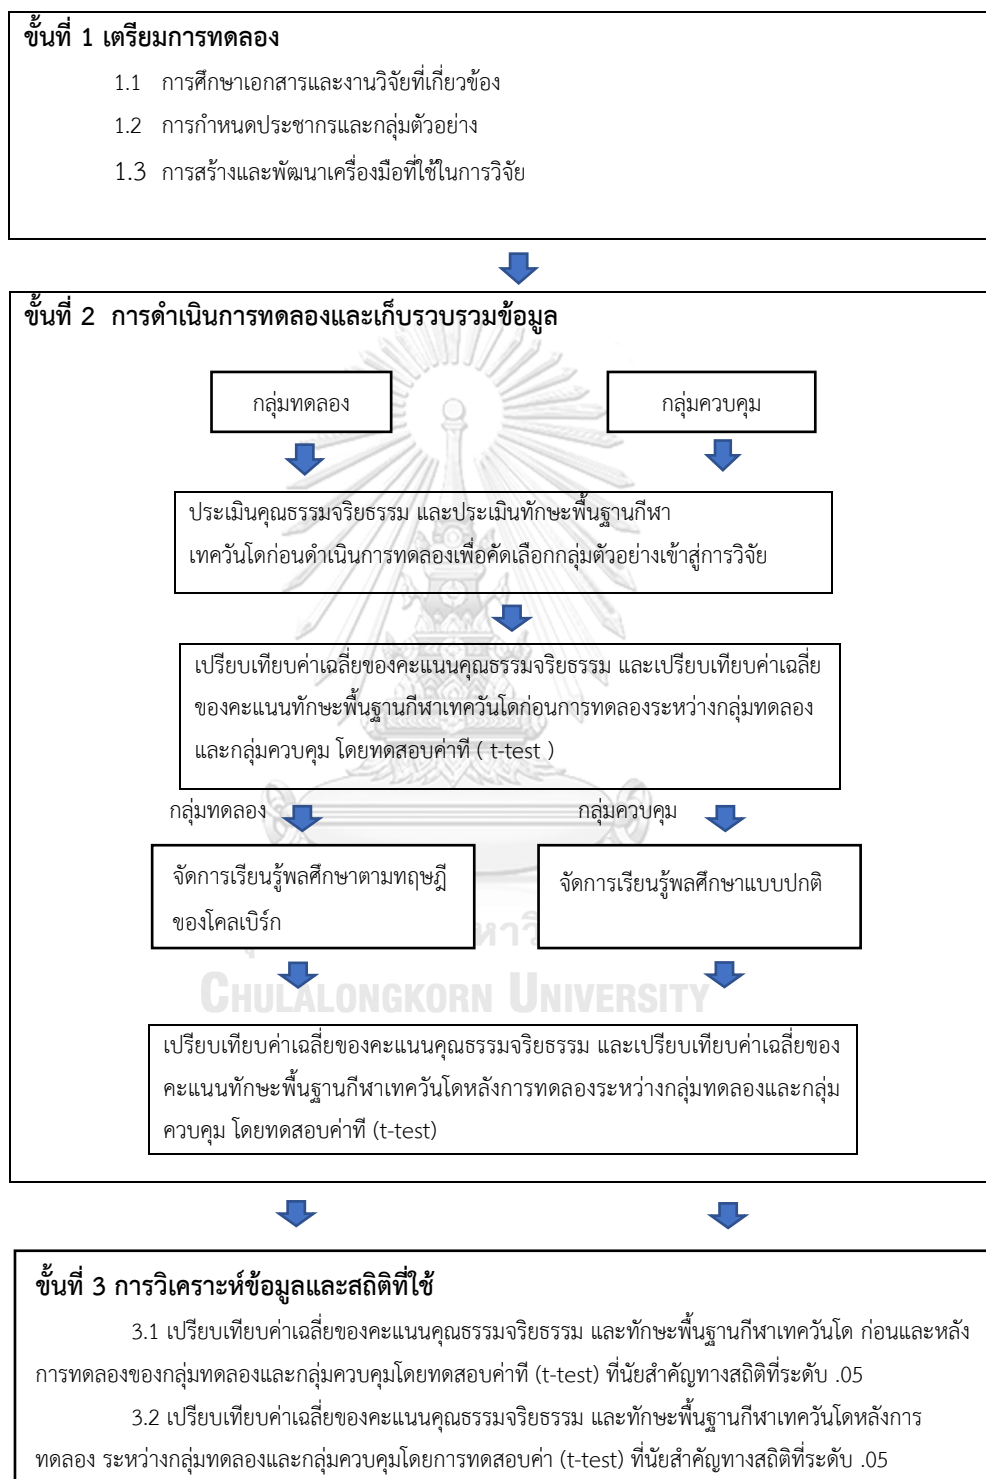 ขั้นที่ 1 เตรียมการทดลอง
1.1 การศึกษาเอกสารและงานวิจัยที่เกี่ยวข้อง
1.2 การกำหนดประชากรและกลุ่มตัวอย่าง
1.3 การสร้างและพัฒนาเครื่องมือที่ใช้ในการวิจัย
ขั้นที่ 2 การดำเนินการทดลองและเก็บรวบรวมข้อมูล
กลุ่มทดลอง
กลุ่มควบคุม
ประเมินคุณธรรมจริยธรรม และประเมินทักษะพื้นฐานกีฬา
เทควันโดก่อนดำเนินการทดลองเพื่อคัดเลือกกลุ่มตัวอย่างเข้าสู่การวิจัย
เปรียบเทียบค่าเฉลี่ยของคะแนนคุณธรรมจริยธรรม และเปรียบเทียบค่าเฉลี่ย
ของคะแนนทักษะพื้นฐานกีฬาเทควันโดก่อนการทดลองระหว่างกลุ่มทดลอง
และกลุ่มควบคุม โดยทดสอบค่าที ( t-test )
กลุ่มทดลอง
กลุ่มควบคุม
จัดการเรียนรู้พลศึกษาตามทฤษฎี
ของโคลเบิร์ก
จัดการเรียนรู้พลศึกษาแบบปกติ
CHULALONGKORN UNIVERSITY
เปรียบเทียบค่าเฉลี่ยของคะแนนคุณธรรมจริยธรรม และเปรียบเทียบค่าเฉลี่ยของ
คะแนนทักษะพื้นฐานกีฬาเทควันโดหลังการทดลองระหว่างกลุ่มทดลองและกลุ่ม
ควบคุม โดยทดสอบค่าที (t-test)
ขั้นที่ 3 การวิเคราะห์ข้อมูลและสถิติที่ใช้
3.1 เปรียบเทียบค่าเฉลี่ยของคะแนนคุณธรรมจริยธรรม และทักษะพื้นฐานกีฬาเทควันโด ก่อนและหลัง
การทดลองของกลุ่มทดลองและกลุ่มควบคุมโดยทดสอบค่าที (t-test) ที่นัยสำคัญทางสถิติที่ระดับ .05
3.2 เปรียบเทียบค่าเฉลี่ยของคะแนนคุณธรรมจริยธรรม และทักษะพื้นฐานกีฬาเทควันโดหลังการ
ทดลอง ระหว่างกลุ่มทดลองและกลุ่มควบคุมโดยการทดสอบค่า (t-test) ที่นัยสำคัญทางสถิติที่ระดับ .05